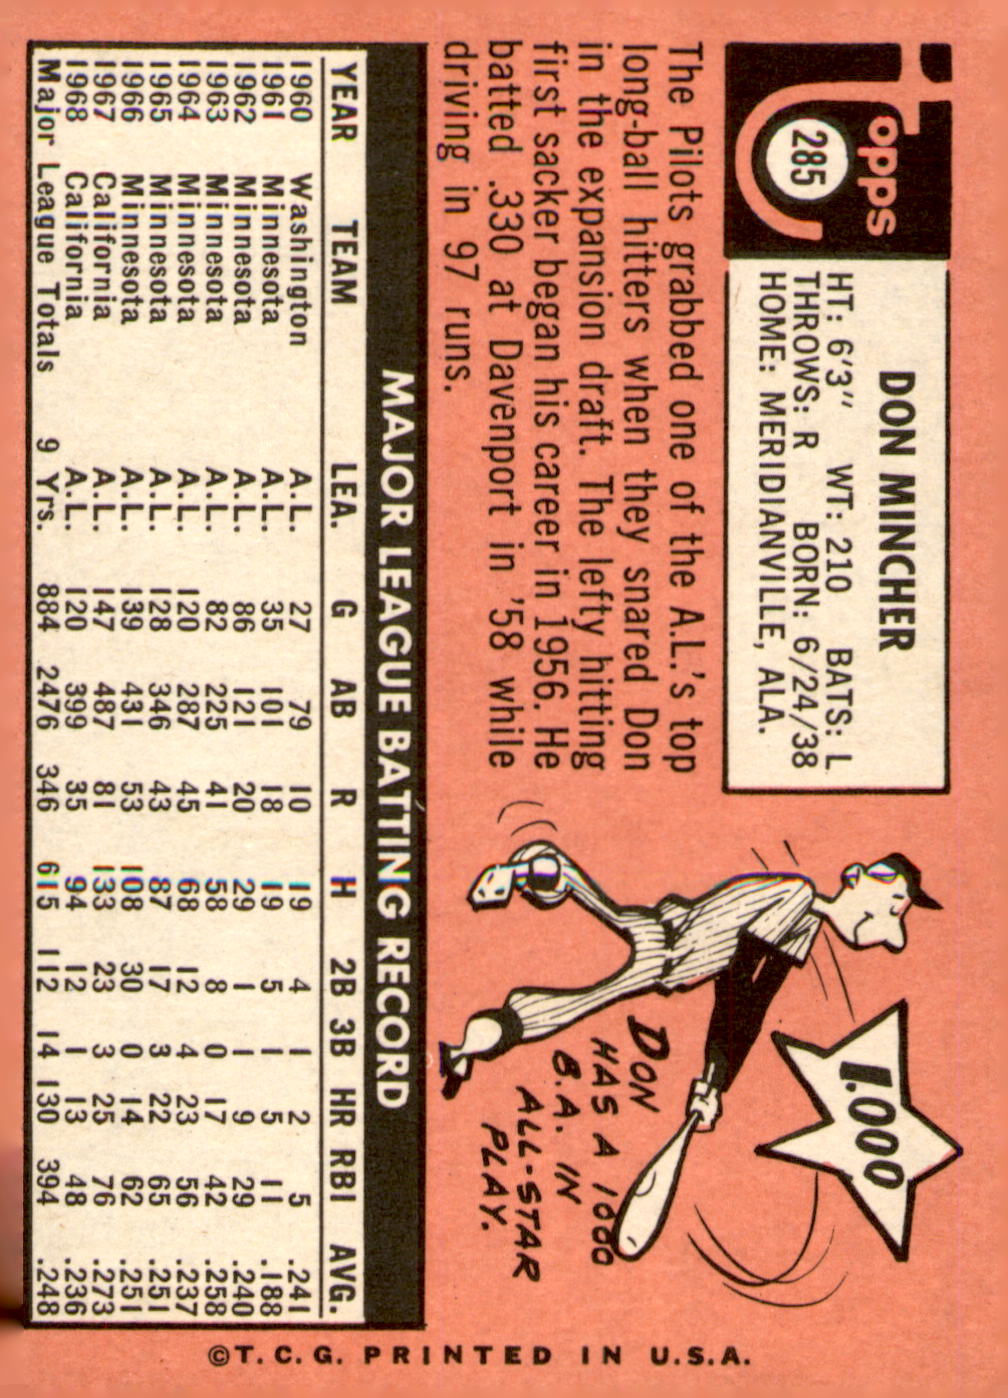 Topps
285
DON MINCHER
HT: 6'3" WT: 210 BATS: L
THROWS: R BORN: 6/24/38
HOME: MERIDIANVILLE, ALA.
The Pilots grabbed one of the A.L.'s top
long-ball hitters when they snared Don
in the expansion draft. The lefty hitting
first sacker began his career in 1956. He
batted .330 at Davenport in '58 while
driving in 97 runs.
1.000
DON
HAS A 1000
B.A. IN
ALL-STAR
PLAY.
MAJOR LEAGUE BATTING RECORD
YEAR TEAM LEA. G AB R H 2B 3B HR RBI AVG.
1960 Washington A.L. 27 79 10 19 4 1 2 5 .241
1961 Minnesota A.L. 35 101 18 19 5 1 5 11 .188
1962 Minnesota A.L. 86 121 20 29 1 1 9 29 .240
1963 Minnesota A.L. 82 225 41 58 8 0 17 42 .258
1964 Minnesota A.L. 120 287 45 68 12 4 23 56 .237
1965 Minnesota A.L. 128 346 43 87 17 3 22 65 .251
1966 Minnesota A.L. 139 431 53 108 30 0 14 62 .251
1967 California A.L. 147 487 81 133 23 3 25 76 .273
1968 California A.L. 120 399 35 94 12 1 13 48 .236
Major League Totals 9 Yrs. 884 2476 346 615 112 14 130 394 .248
©T.C.G. PRINTED IN U.S.A.